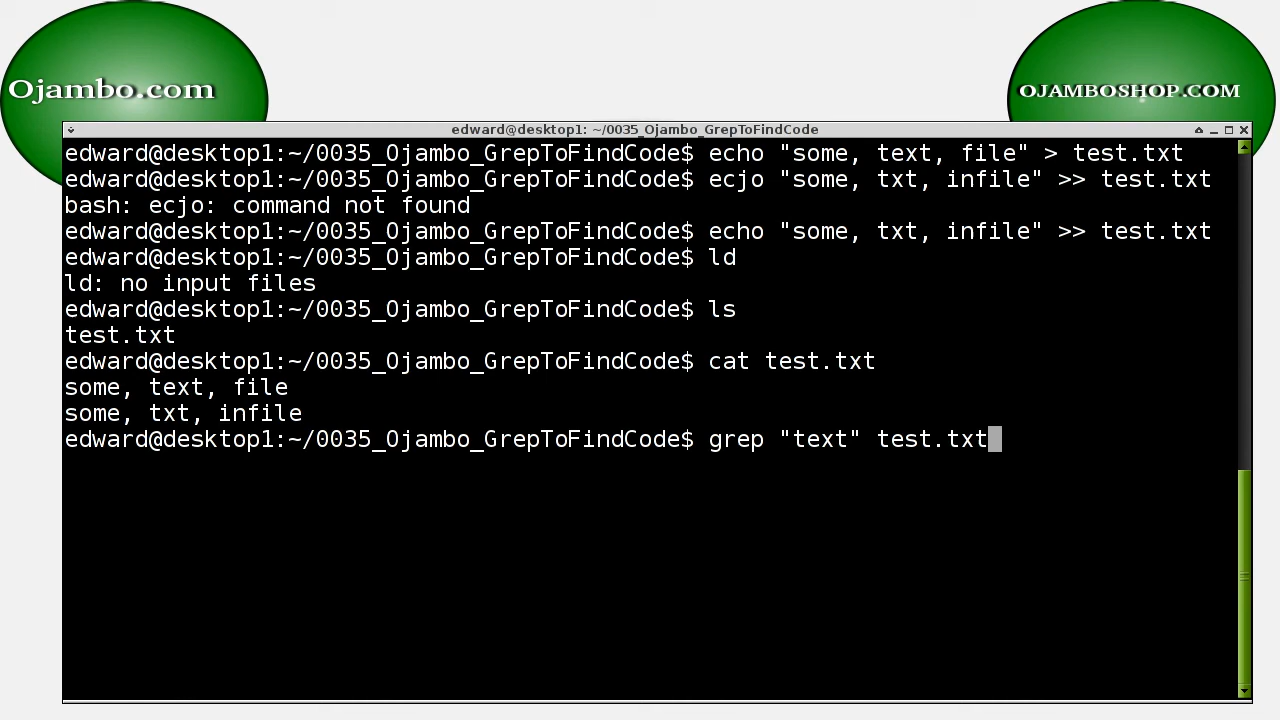 Ojambo.com
OJAMBOSHOP.COM
edward@desktop1: ~/0035_Ojambo_GrepToFindCode
edward@desktop1:~/0035_Ojambo_GrepToFindCode$ echo "some, text, file" > test.txt
edward@desktop1:~/0035_Ojambo_GrepToFindCode$ ecjo "some, txt, infile" >> test.txt
bash: ecjo: command not found
edward@desktop1:~/0035_Ojambo_GrepToFindCode$ echo "some, txt, infile" >> test.txt
edward@desktop1:~/0035_Ojambo_GrepToFindCode$ ld
ld: no input files
edward@desktop1:~/0035_Ojambo_GrepToFindCode$ ls
test.txt
edward@desktop1:~/0035_Ojambo_GrepToFindCode$ cat test.txt
some, text, file
some, txt, infile
edward@desktop1:~/0035_Ojambo_GrepToFindCode$ grep "text" test.txt